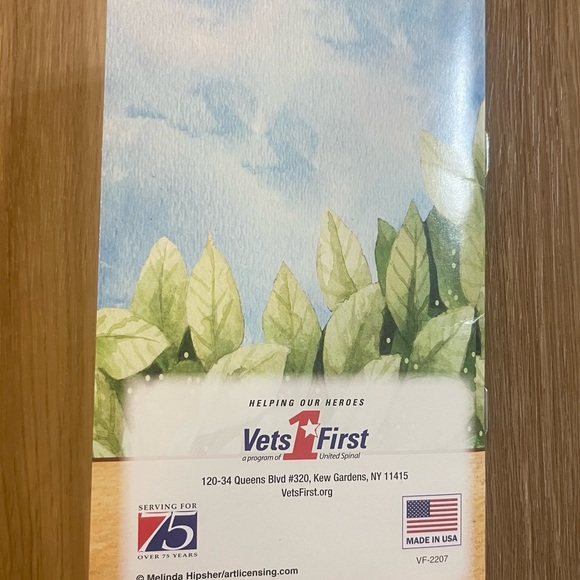 HELPING OUR HEROES
Vets 1 First
a program of United Spinal
120-34 Queens Blvd #320, Kew Gardens, NY 11415
VetsFirst.org
SERVING FOR
75
OVER 75 YEARS
MADE IN USA
VF-2207
© Melinda Hipsher/artlicensing.com